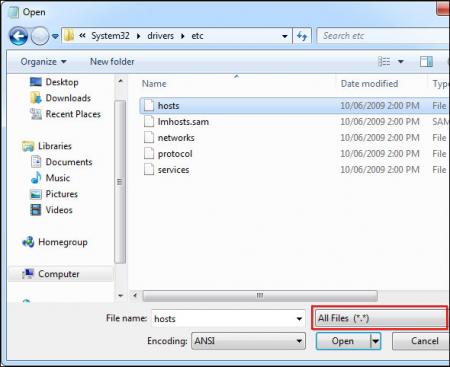 Open
« System32 ▸ drivers ▸ etc
Search etc
Organize
New folder
Name
Date modified
Type
Desktop
Downloads
Recent Places
Libraries
Documents
Music
Pictures
Videos
Homegroup
Computer
hosts 10/06/2009 2:00 PM File
lmhosts.sam 10/06/2009 2:00 PM SAM
networks 10/06/2009 2:00 PM File
protocol 10/06/2009 2:00 PM File
services 10/06/2009 2:00 PM File
File name: hosts
All Files (*.*)
Encoding: ANSI
Open
Cancel